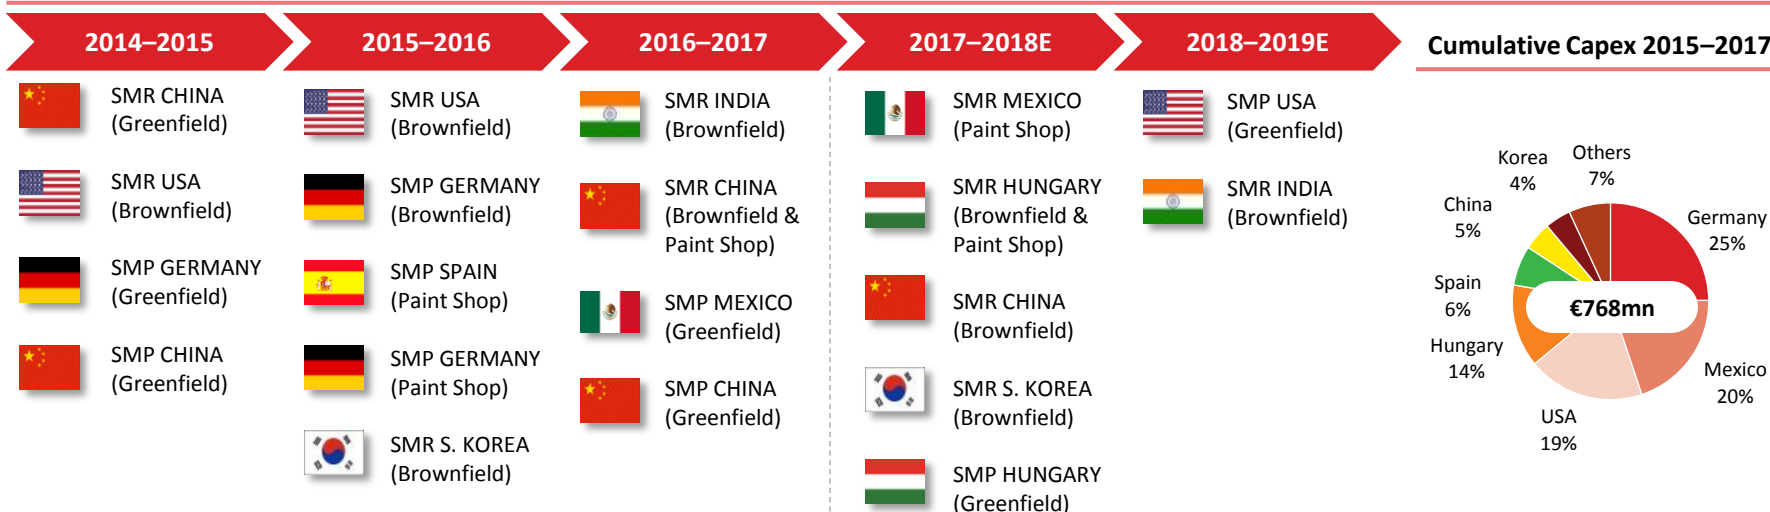 2014–2015
2015–2016
2016–2017
2017–2018E
2018–2019E
Cumulative Capex 2015–2017
SMR CHINA
(Greenfield)
SMR USA
(Brownfield)
SMP GERMANY
(Greenfield)
SMP CHINA
(Greenfield)
SMR USA
(Brownfield)
SMP GERMANY
(Brownfield)
SMP SPAIN
(Paint Shop)
SMP GERMANY
(Paint Shop)
SMR S. KOREA
(Brownfield)
SMR INDIA
(Brownfield)
SMR CHINA
(Brownfield &
Paint Shop)
SMP MEXICO
(Greenfield)
SMP CHINA
(Greenfield)
SMR MEXICO
(Paint Shop)
SMR HUNGARY
(Brownfield &
Paint Shop)
SMR CHINA
(Brownfield)
SMR S. KOREA
(Brownfield)
SMP HUNGARY
(Greenfield)
SMP USA
(Greenfield)
SMR INDIA
(Brownfield)
Korea
4%
Others
7%
China
5%
Germany
25%
Spain
6%
€768mn
Hungary
14%
Mexico
20%
USA
19%